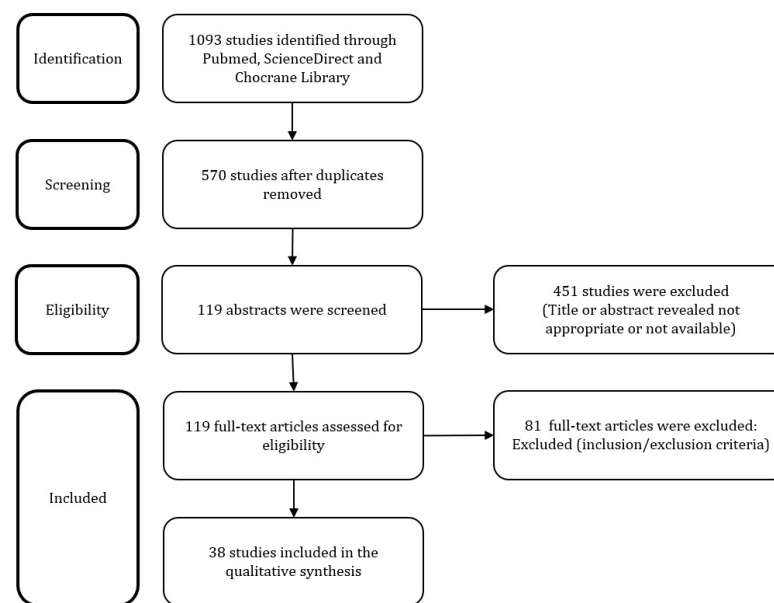 Identification
1093 studies identified through
Pubmed, ScienceDirect and
Chocrane Library
Screening
570 studies after duplicates
removed
Eligibility
119 abstracts were screened
451 studies were excluded
(Title or abstract revealed not
appropriate or not available)
Included
119 full-text articles assessed for
eligibility
81 full-text articles were excluded:
Excluded (inclusion/exclusion criteria)
38 studies included in the
qualitative synthesis